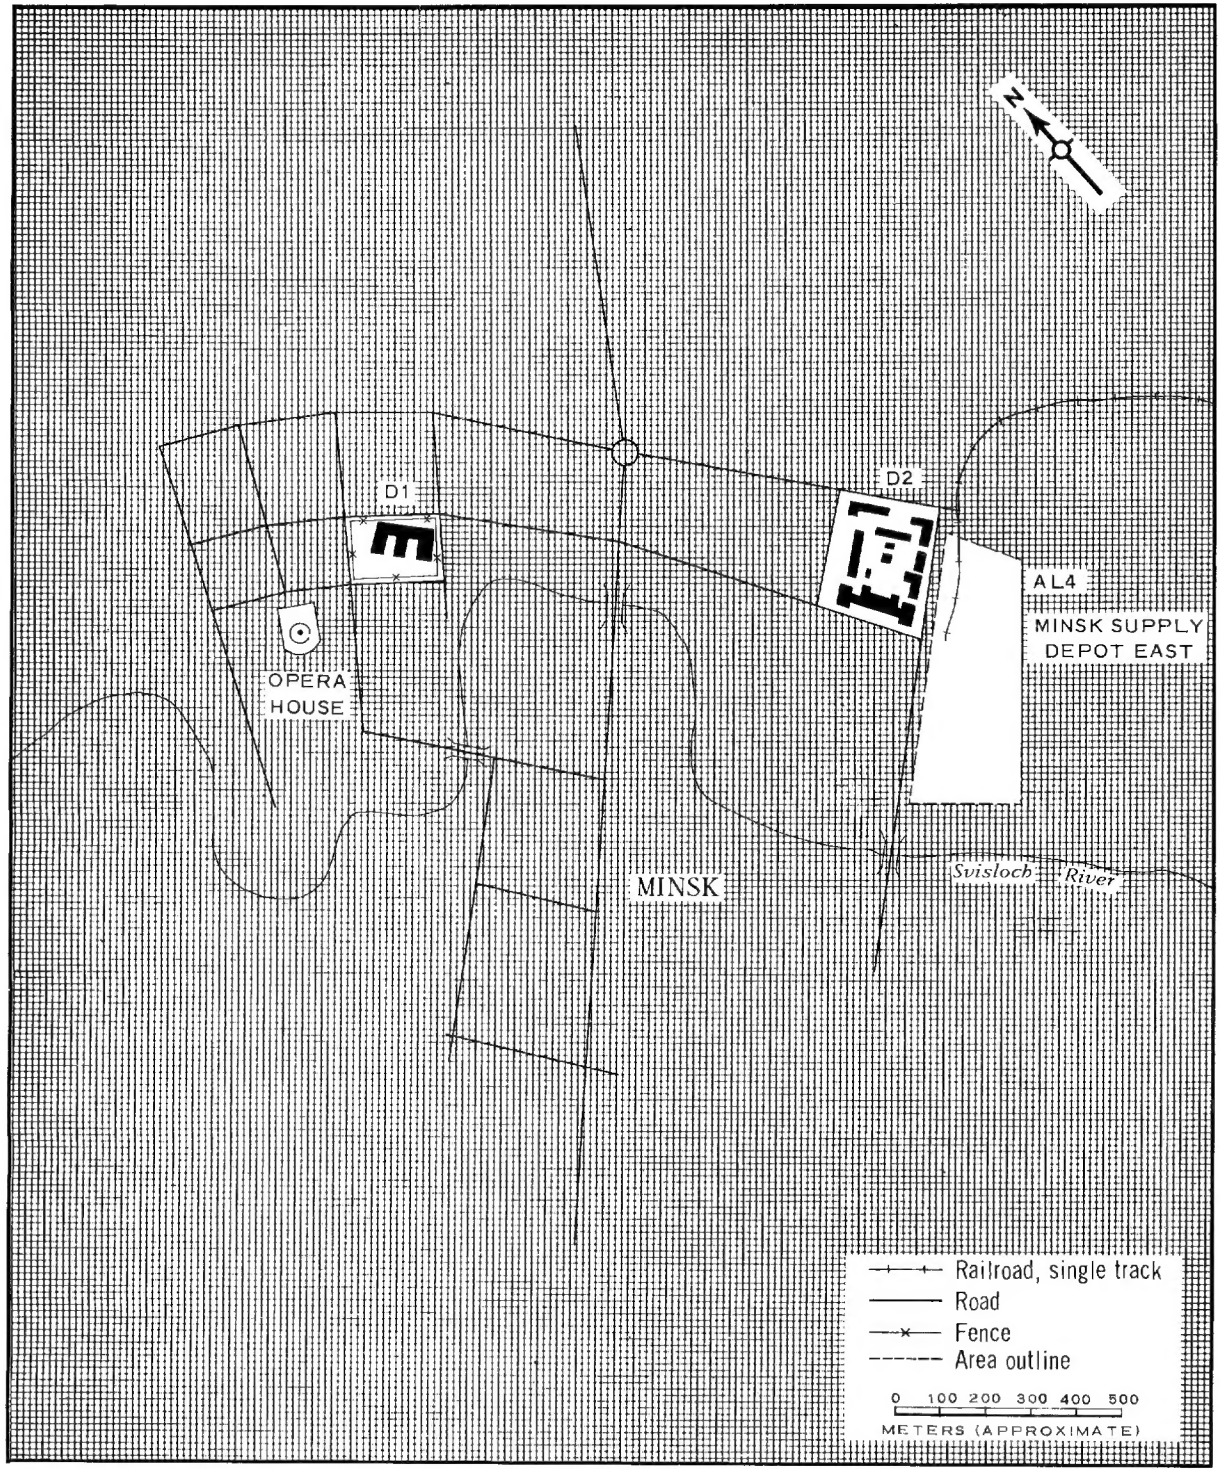 N
D1
D2
AL4
MINSK SUPPLY
DEPOT EAST
OPERA
HOUSE
MINSK
Svisloch River
Railroad, single track
Road
Fence
Area outline
0 100 200 300 400 500
METERS (APPROXIMATE)